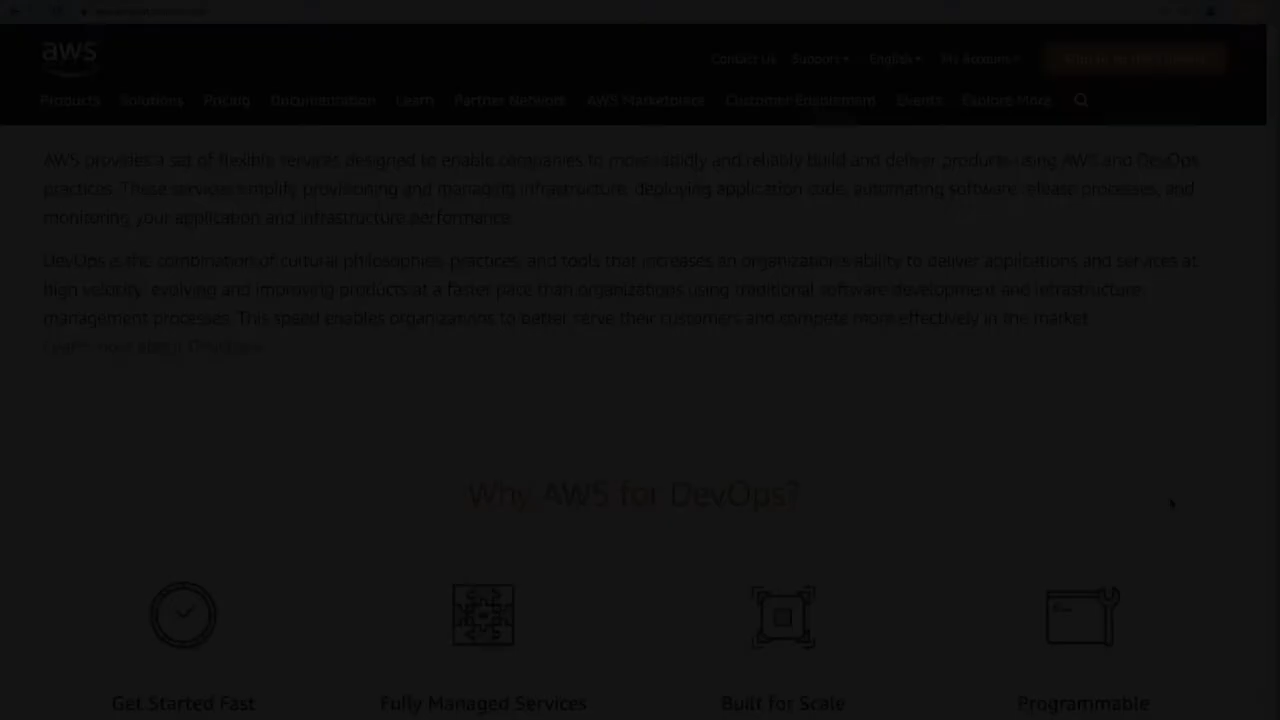 aws
Contact Us Support English My Account
Products Solutions Pricing Documentation Learn Partner Network AWS Marketplace Customer Enablement Events Explore More
AWS provides a set of flexible services designed to enable companies to more rapidly and reliably build and deliver products using AWS and DevOps
practices. These services simplify provisioning and managing infrastructure, deploying application code, automating software release processes, and
monitoring your application and infrastructure performance.
DevOps is the combination of cultural philosophies, practices, and tools that increases an organization's ability to deliver applications and services at
high velocity: evolving and improving products at a faster pace than organizations using traditional software development and infrastructure
management processes. This speed enables organizations to better serve their customers and compete more effectively in the market.
Learn more about DevOps
Why AWS for DevOps?
Get Started Fast Fully Managed Services Built for Scale Programmable